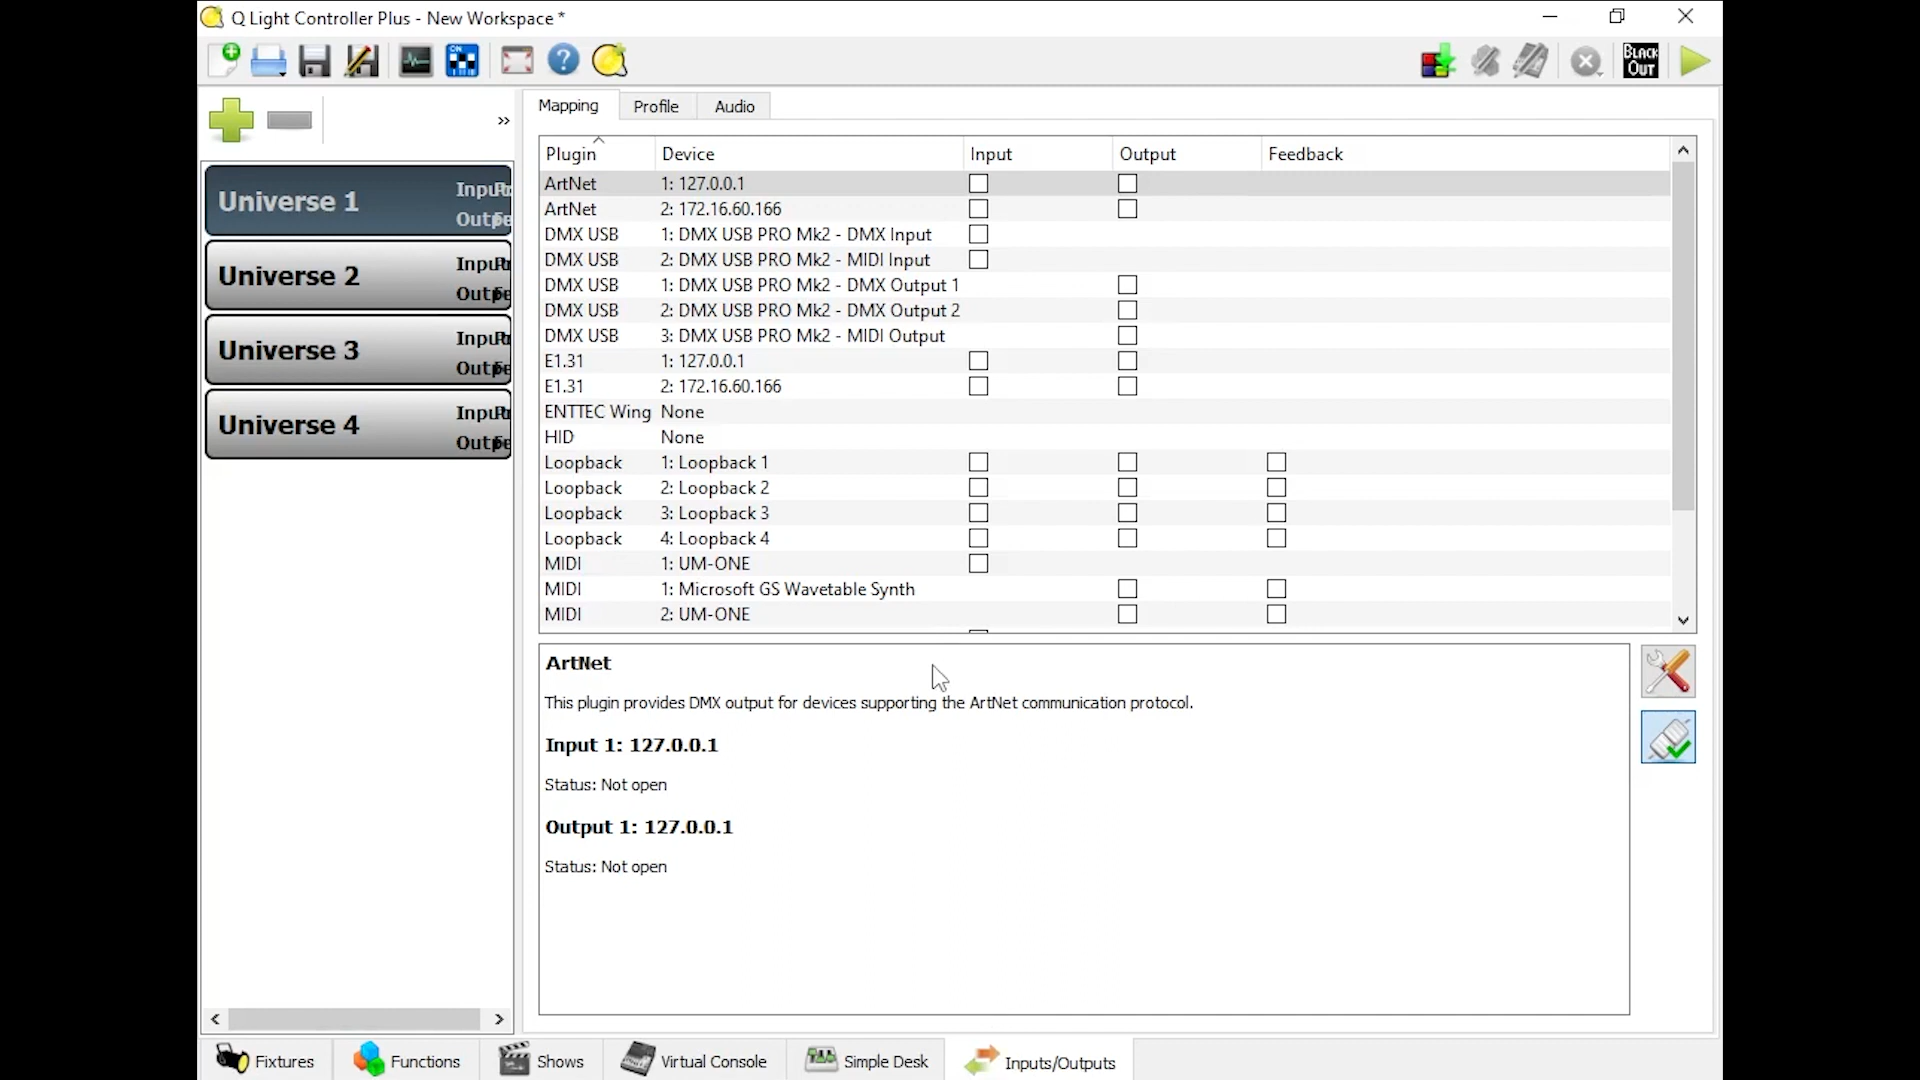 Q Light Controller Plus - New Workspace *
ON
?
BLACK OUT
»
Mapping Profile Audio
Plugin Device Input Output Feedback
Universe 1
Universe 2
Universe 3
Universe 4
ArtNet 1: 127.0.0.1
ArtNet 2: 172.16.60.166
DMX USB 1: DMX USB PRO Mk2 - DMX Input
DMX USB 2: DMX USB PRO Mk2 - MIDI Input
DMX USB 1: DMX USB PRO Mk2 - DMX Output 1
DMX USB 2: DMX USB PRO Mk2 - DMX Output 2
DMX USB 3: DMX USB PRO Mk2 - MIDI Output
E1.31 1: 127.0.0.1
E1.31 2: 172.16.60.166
ENTTEC Wing None
HID None
Loopback 1: Loopback 1
Loopback 2: Loopback 2
Loopback 3: Loopback 3
Loopback 4: Loopback 4
MIDI 1: UM-ONE
MIDI 1: Microsoft GS Wavetable Synth
MIDI 2: UM-ONE
ArtNet
This plugin provides DMX output for devices supporting the ArtNet communication protocol.
Input 1: 127.0.0.1
Status: Not open
Output 1: 127.0.0.1
Status: Not open
Fixtures Functions Shows Virtual Console Simple Desk Inputs/Outputs